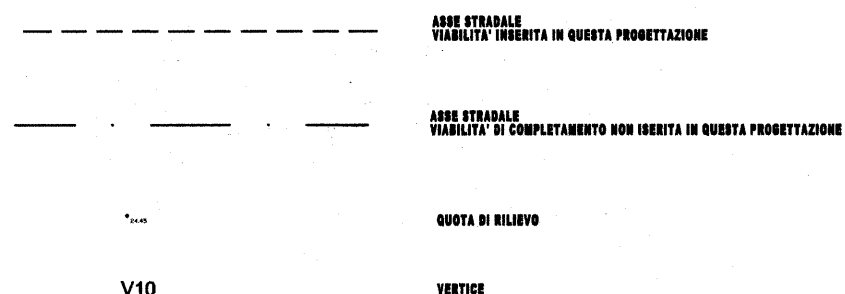 ASSE STRADALE
VIABILITA' INSERITA IN QUESTA PROGETTAZIONE
ASSE STRADALE
VIABILITA' DI COMPLETAMENTO NON ISERITA IN QUESTA PROGETTAZIONE
24.45 QUOTA DI RILIEVO
V10 VERTICE